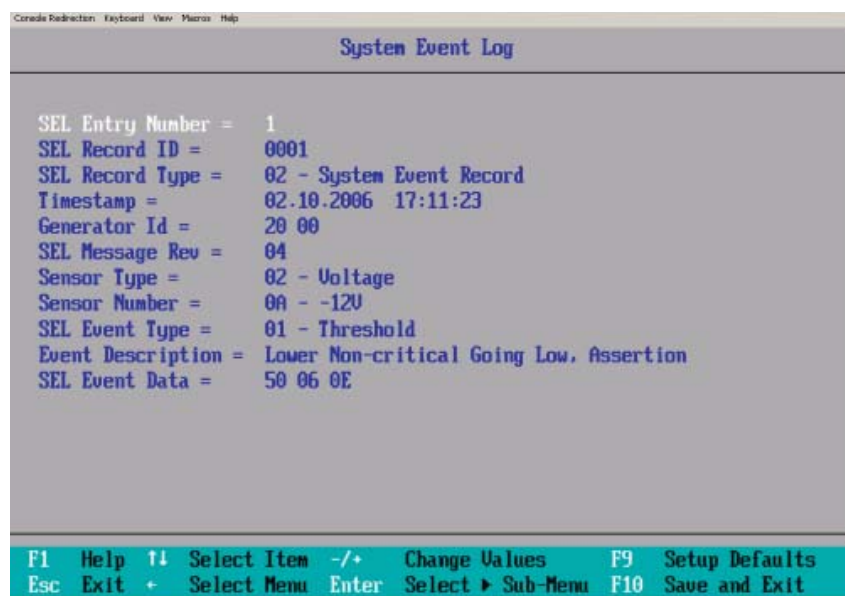 Console Redirection Keyboard View Macros Help
System Event Log
SEL Entry Number = 1
SEL Record ID = 0001
SEL Record Type = 02 - System Event Record
Timestamp = 02.10.2006 17:11:23
Generator Id = 20 00
SEL Message Rev = 04
Sensor Type = 02 - Voltage
Sensor Number = 0A - -12V
SEL Event Type = 01 - Threshold
Event Description = Lower Non-critical Going Low, Assertion
SEL Event Data = 50 06 0E
F1 Help ↑↓ Select Item -/+ Change Values F9 Setup Defaults
Esc Exit ← Select Menu Enter Select ▶ Sub-Menu F10 Save and Exit